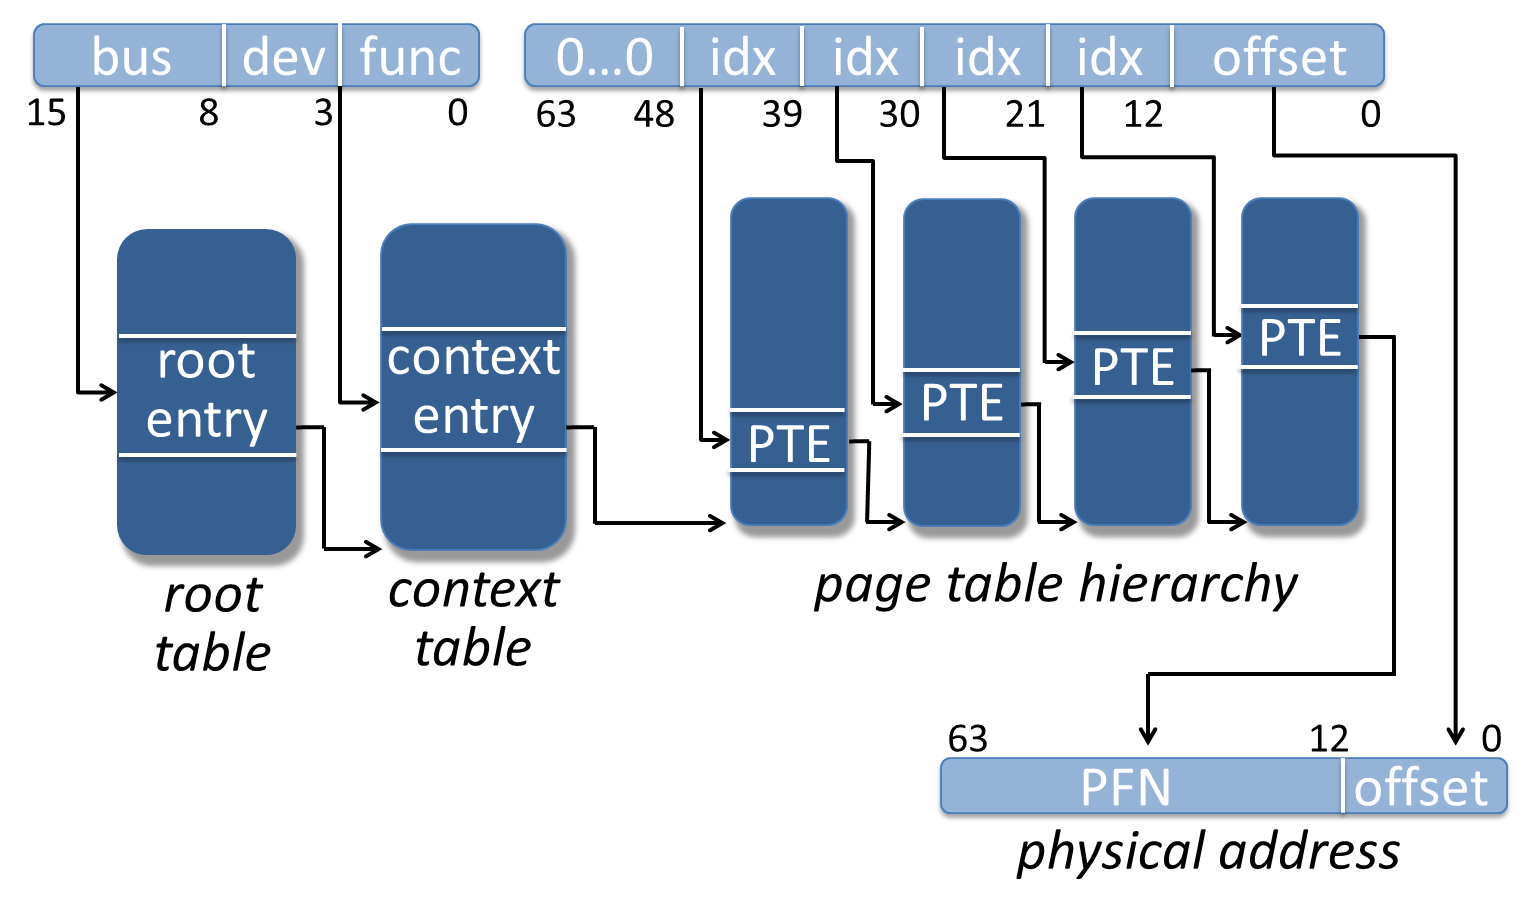 bus dev func
0...0 idx idx idx idx offset
15 8 3 0
63 48 39 30 21 12 0
root
entry
context
entry
PTE
PTE
PTE
PTE
root
table
context
table
page table hierarchy
63 12 0
PFN offset
physical address